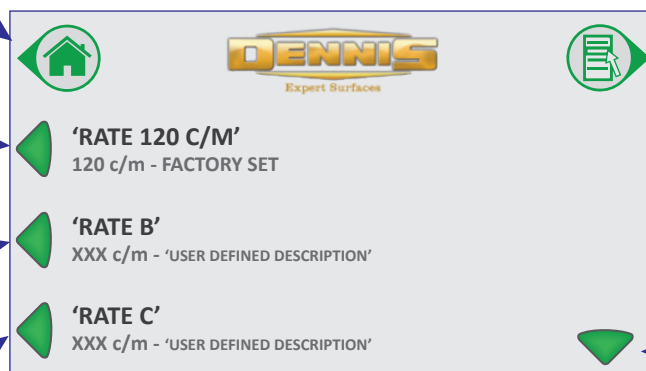 DENNIS
Expert Surfaces
‘RATE 120 C/M’
120 c/m - FACTORY SET
‘RATE B’
XXX c/m - ‘USER DEFINED DESCRIPTION’
‘RATE C’
XXX c/m - ‘USER DEFINED DESCRIPTION’